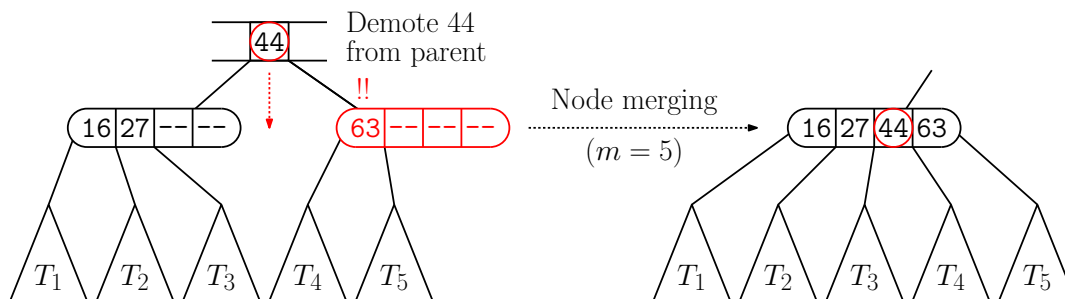 44
Demote 44
from parent
!!
16 27 -- --
63 -- -- --
Node merging
(m = 5)
16 27 44 63
T1 T2 T3 T4 T5
T1 T2 T3 T4 T5